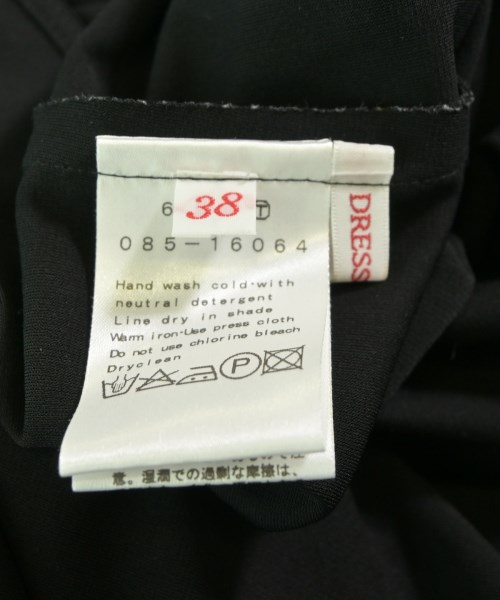 6 38 T
085-16064
DRESS
Hand wash cold·with
neutral detergent
Line dry in shade
Warm iron·Use press cloth
Do not use chlorine bleach
Dryclean
P
意。湿潤での過剰な摩擦は、